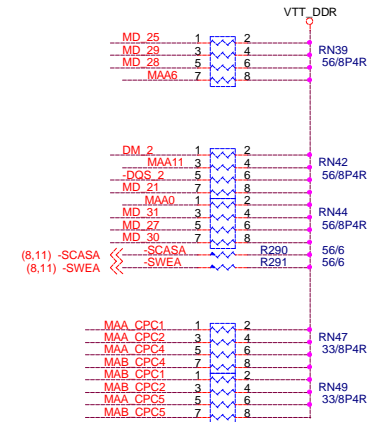 VTT_DDR
MD_25 1 2
MD_29 3 4 RN39
MD_28 5 6 56/8P4R
MAA6 7 8
DM_2 1 2
MAA11 3 4 RN42
-DQS_2 5 6 56/8P4R
MD_21 7 8
MAA0 1 2
MD_31 3 4 RN44
MD_27 5 6 56/8P4R
MD_30 7 8
(8,11) -SCASA -SCASA R290 56/6
(8,11) -SWEA -SWEA R291 56/6
MAA_CPC1 1 2
MAA_CPC2 3 4 RN47
MAA_CPC4 5 6 33/8P4R
MAB_CPC4 7 8
MAB_CPC1 1 2
MAB_CPC2 3 4 RN49
MAA_CPC5 5 6 33/8P4R
MAB_CPC5 7 8